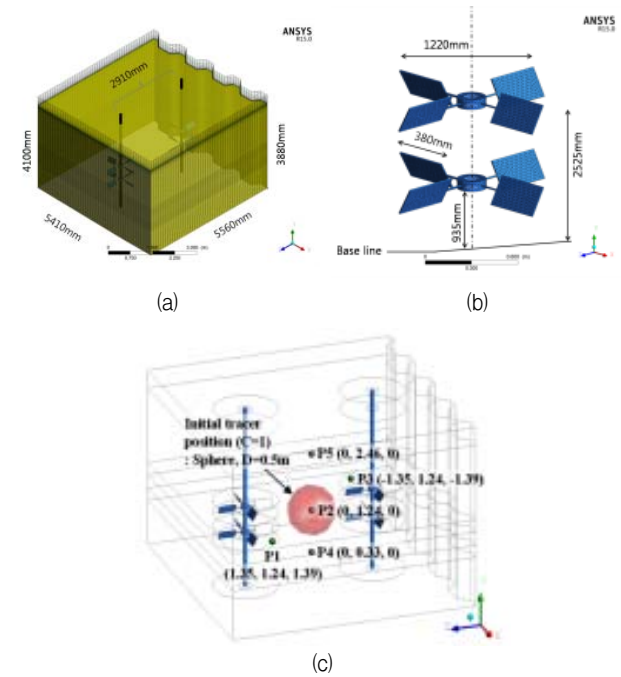 ANSYS
R15.0
2910mm
4100mm
3880mm
5410mm
5560mm
(a)
ANSYS
R15.0
1220mm
380mm
2525mm
935mm
Base line
(b)
Initial tracer
position (C=1)
: Sphere, D=0.5m
P5 (0, 2.46, 0)
P3 (-1.35, 1.24, -1.39)
P2 (0, 1.24, 0)
P1
P4 (0, 0.33, 0)
(1.35, 1.24, 1.39)
(c)